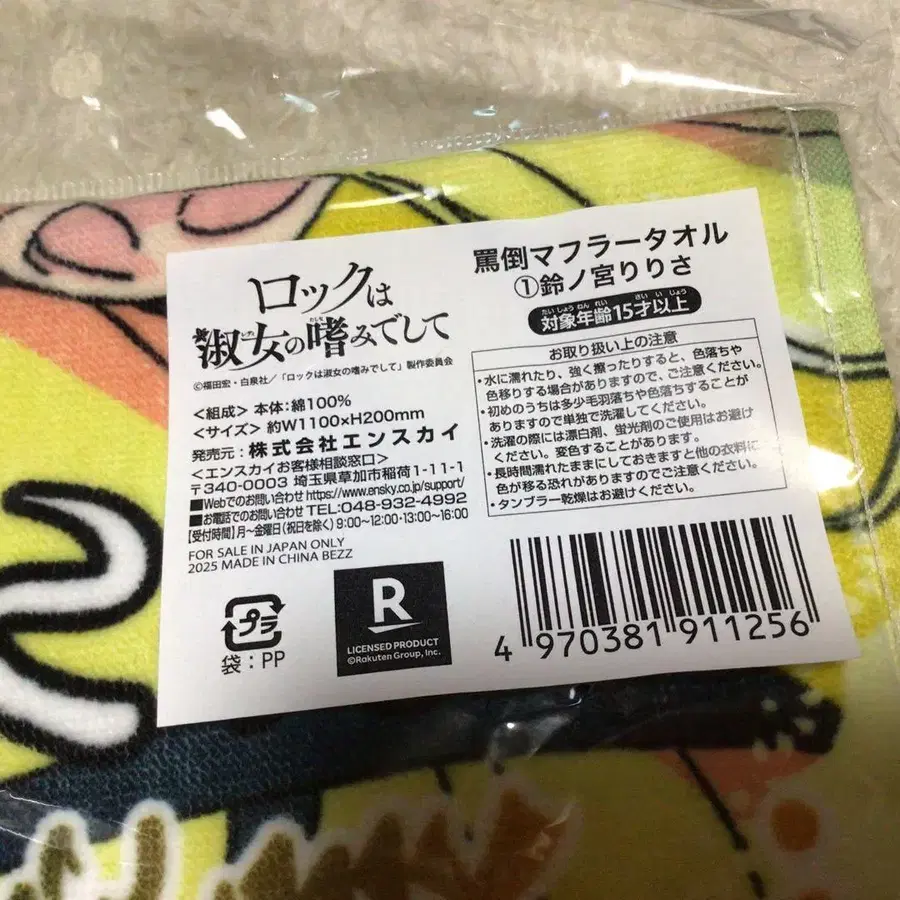 ロックは
淑女の嗜みでして
©福田宏・白泉社／「ロックは淑女の嗜みでして」製作委員会
＜組成＞ 本体：綿100%
＜サイズ＞ 約W1100×H200mm
発売元：株式会社エンスカイ
＜エンスカイお客様相談窓口＞
〒340-0003 埼玉県草加市稲荷1-11-1
■Webでのお問い合わせ https://www.ensky.co.jp/support/
■お電話でのお問い合わせ TEL:048-932-4992
【受付時間】月～金曜日(祝日を除く) 9:00～12:00・13:00～16:00
FOR SALE IN JAPAN ONLY
2025 MADE IN CHINA BEZZ
プラ
袋：PP
R
LICENSED PRODUCT
©Rakuten Group, Inc.
罵倒マフラータオル
①鈴ノ宮りりさ
対象年齢15才以上
お取り扱い上の注意
・水に濡れたり、強く擦ったりすると、色落ちや
色移りする場合がありますので、ご注意ください。
・初めのうちは多少毛羽落ちや色落ちすることが
ありますので単独で洗濯してください。
・洗濯の際には漂白剤、蛍光剤のご使用はお避け
ください。変色することがあります。
・長時間濡れたままにしておきますと他の衣料に
色が移る恐れがありますのでご注意ください。
・タンブラー乾燥はお避けください。
4 970381 911256